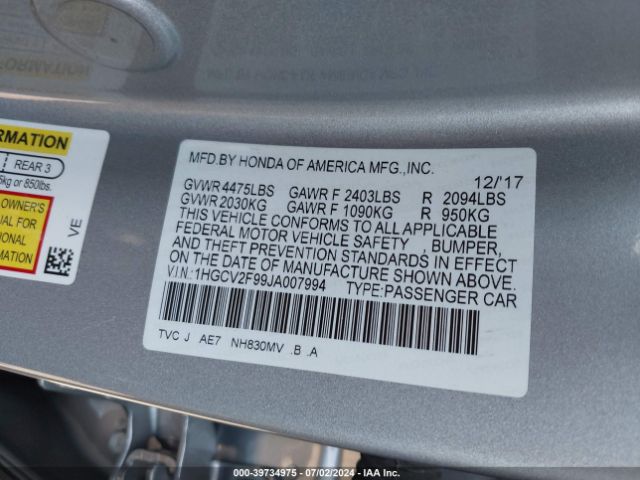 RMATION
REAR 3
kg or 850lbs.
OWNER'S
UAL FOR
IONAL
MATION
VE
MFD.BY HONDA OF AMERICA MFG.,INC.
12/'17
GVWR 4475LBS GAWR F 2403LBS R 2094LBS
GVWR 2030KG GAWR F 1090KG R 950KG
THIS VEHICLE CONFORMS TO ALL APPLICABLE
FEDERAL MOTOR VEHICLE SAFETY , BUMPER,
AND THEFT PREVENTION STANDARDS IN EFFECT
ON THE DATE OF MANUFACTURE SHOWN ABOVE.
V.I.N.:1HGCV2F99JA007994 TYPE:PASSENGER CAR
TVC J AE7 NH830MV .B .A
000-39734975 | 07/02/2024 | IAA Inc.